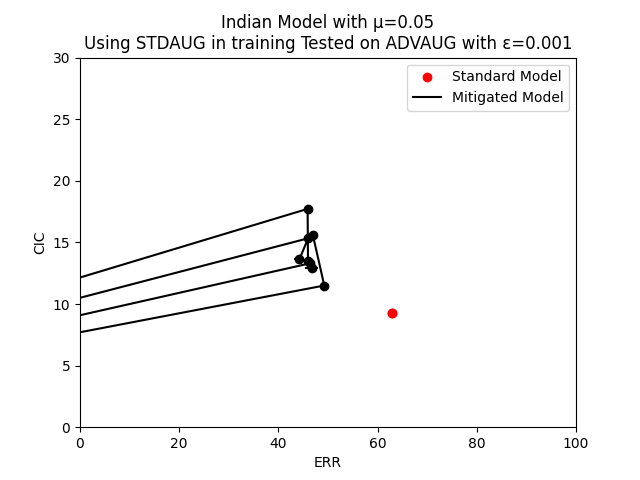 Indian Model with μ=0.05
Using STDAUG in training Tested on ADVAUG with ε=0.001
Standard Model
Mitigated Model
30
25
20
15
10
5
0
CIC
0 20 40 60 80 100
ERR